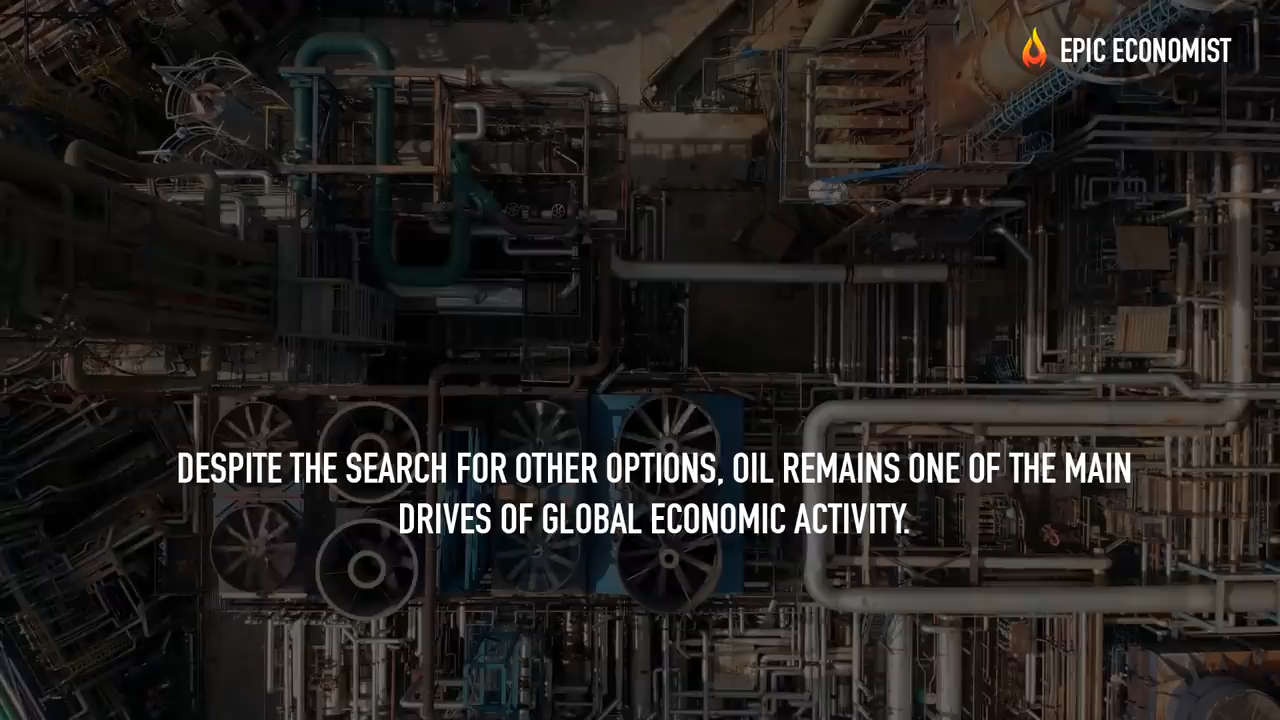 EPIC ECONOMIST
DESPITE THE SEARCH FOR OTHER OPTIONS, OIL REMAINS ONE OF THE MAIN
DRIVES OF GLOBAL ECONOMIC ACTIVITY.